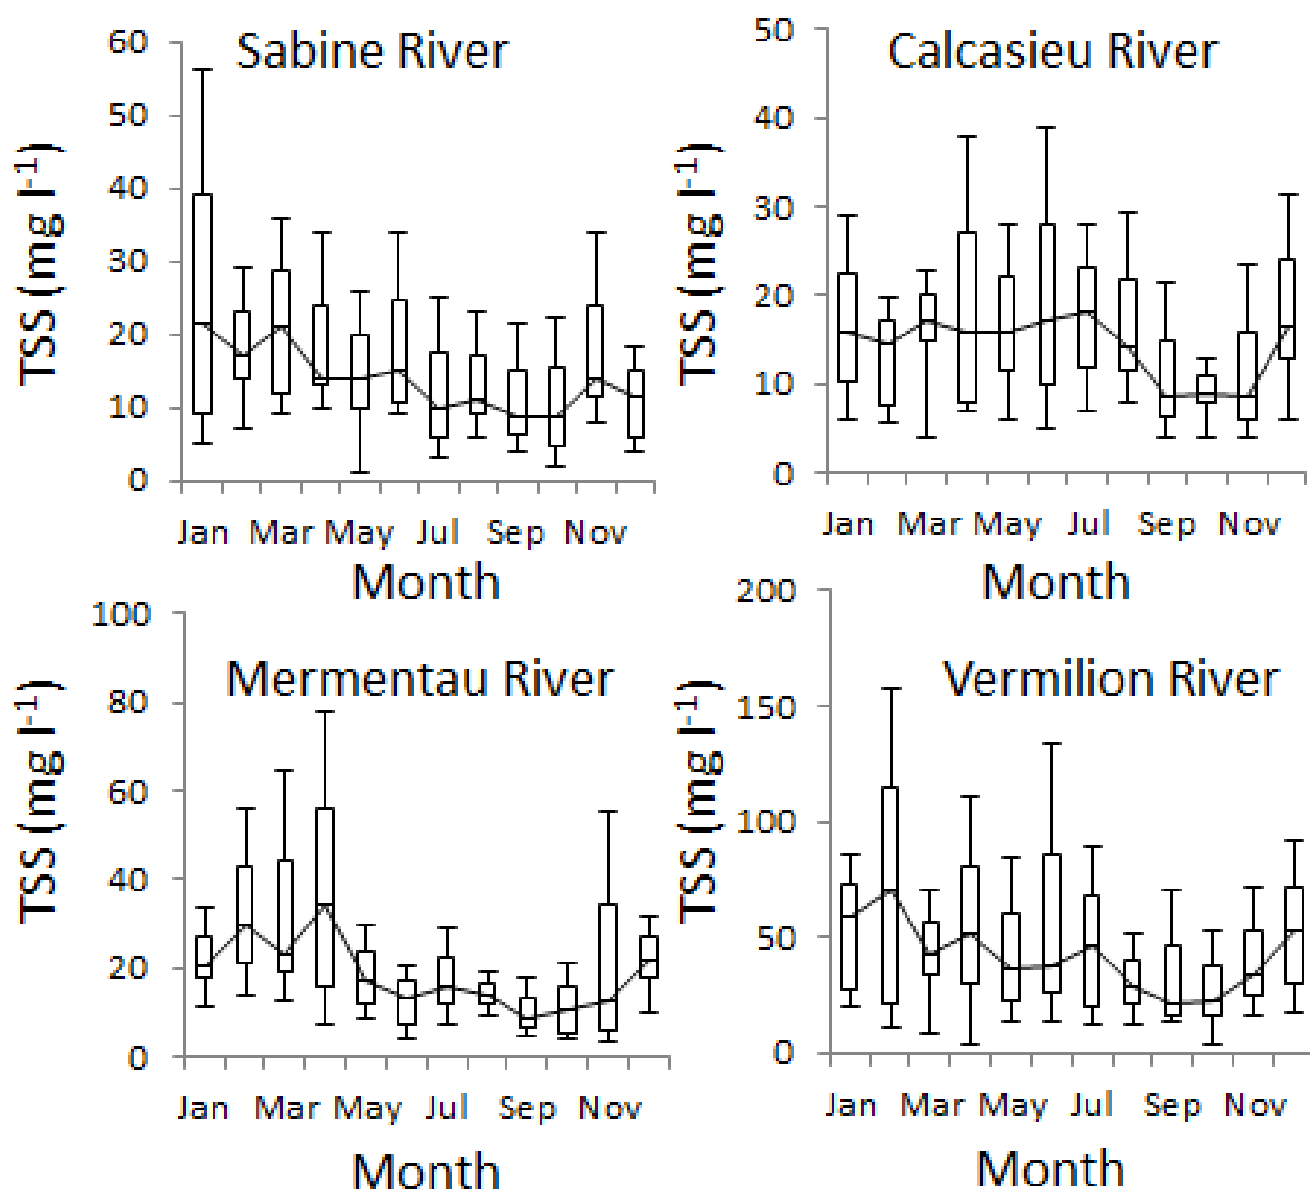 Sabine River
TSS (mg l-1)
60
50
40
30
20
10
0
Jan Mar May Jul Sep Nov
Month
Calcasieu River
TSS (mg l-1)
50
40
30
20
10
0
Jan Mar May Jul Sep Nov
Month
Mermentau River
TSS (mg l-1)
100
80
60
40
20
0
Jan Mar May Jul Sep Nov
Month
Vermilion River
TSS (mg l-1)
200
150
100
50
0
Jan Mar May Jul Sep Nov
Month